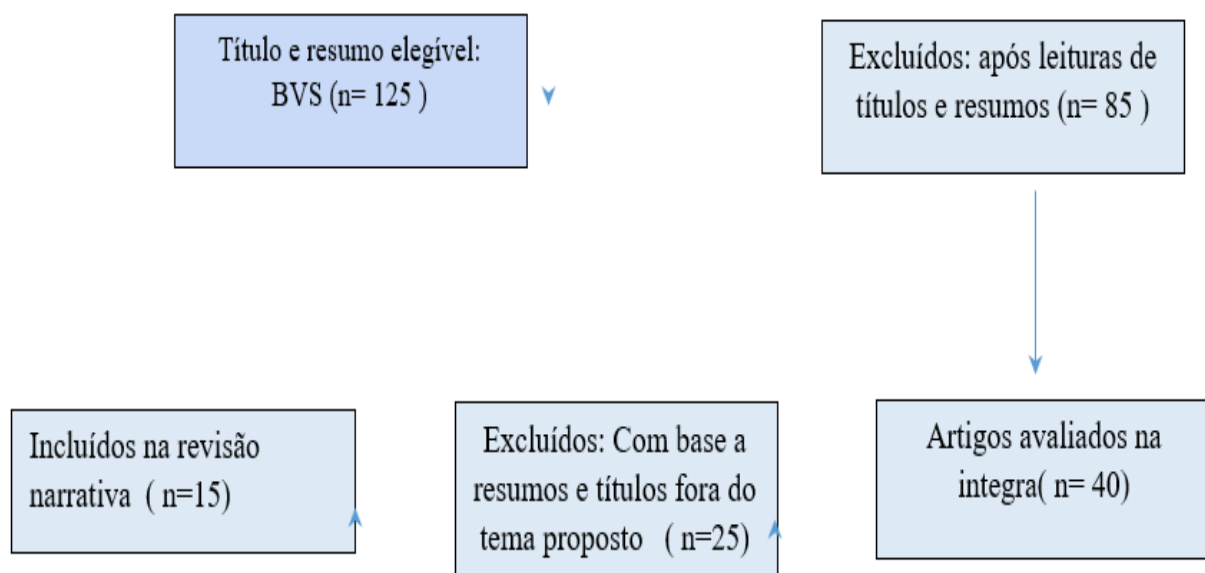 Título e resumo elegível:
BVS (n= 125 )
Excluídos: após leituras de
títulos e resumos (n= 85 )
Incluídos na revisão
narrativa ( n=15)
Excluídos: Com base a
resumos e títulos fora do
tema proposto ( n=25)
Artigos avaliados na
integra( n= 40)